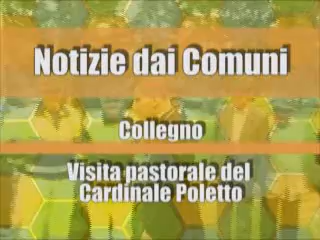 Notizie dai Comuni
Collegno
Visita pastorale del
Cardinale Poletto